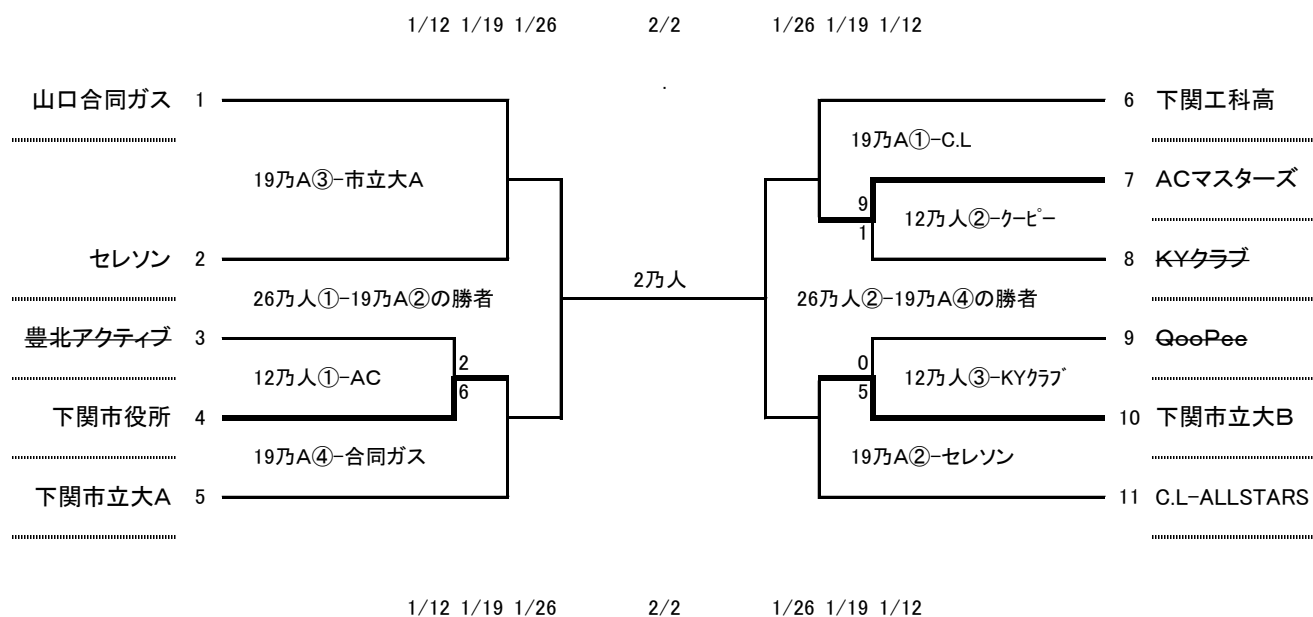 1/12 1/19 1/26 2/2 1/26 1/19 1/12
山口合同ガス 1
6 下関工科高
19乃A①-C.L
19乃A③-市立大A
7 ACマスターズ
9
12乃人②-クーピー
1
セレソン 2
8 KYクラブ
2乃人
26乃人①-19乃A②の勝者
26乃人②-19乃A④の勝者
豊北アクティブ 3
9 QooPee
2
0
12乃人①-AC
12乃人③-KYクラブ
6
5
下関市役所 4
10 下関市立大B
19乃A④-合同ガス
19乃A②-セレソン
下関市立大A 5
11 C.L-ALLSTARS
1/12 1/19 1/26 2/2 1/26 1/19 1/12